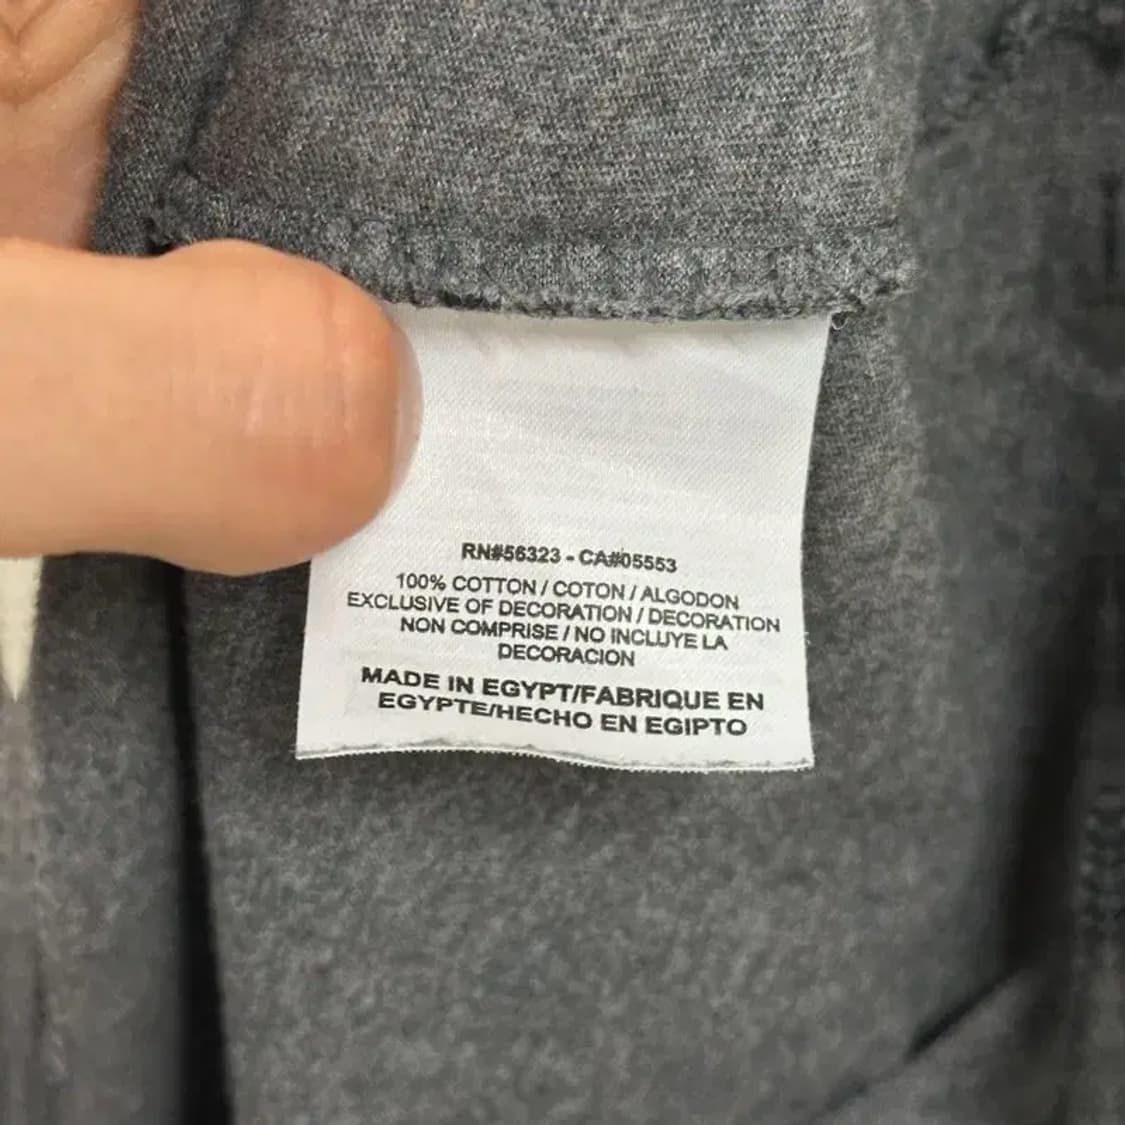 RN#56323 - CA#05553
100% COTTON / COTON / ALGODON
EXCLUSIVE OF DECORATION / DECORATION
NON COMPRISE / NO INCLUYE LA
DECORACION
MADE IN EGYPT/FABRIQUE EN
EGYPTE/HECHO EN EGIPTO